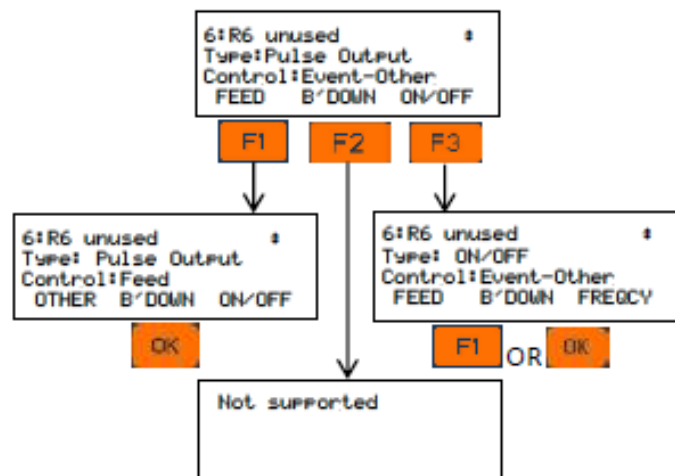 6:R6 unused
Type:Pulse Output
Control:Event-Other
FEED B'DOWN ON/OFF
F1 F2 F3
6:R6 unused
Type: Pulse Output
Control:Feed
OTHER B'DOWN ON/OFF
OK
6:R6 unused
Type: ON/OFF
Control:Event-Other
FEED B'DOWN FREQCY
F1 OR OK
Not supported